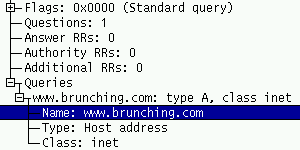 Flags: 0x0000 (Standard query)
Questions: 1
Answer RRs: 0
Authority RRs: 0
Additional RRs: 0
Queries
www.brunching.com: type A, class inet
Name: www.brunching.com
Type: Host address
Class: inet